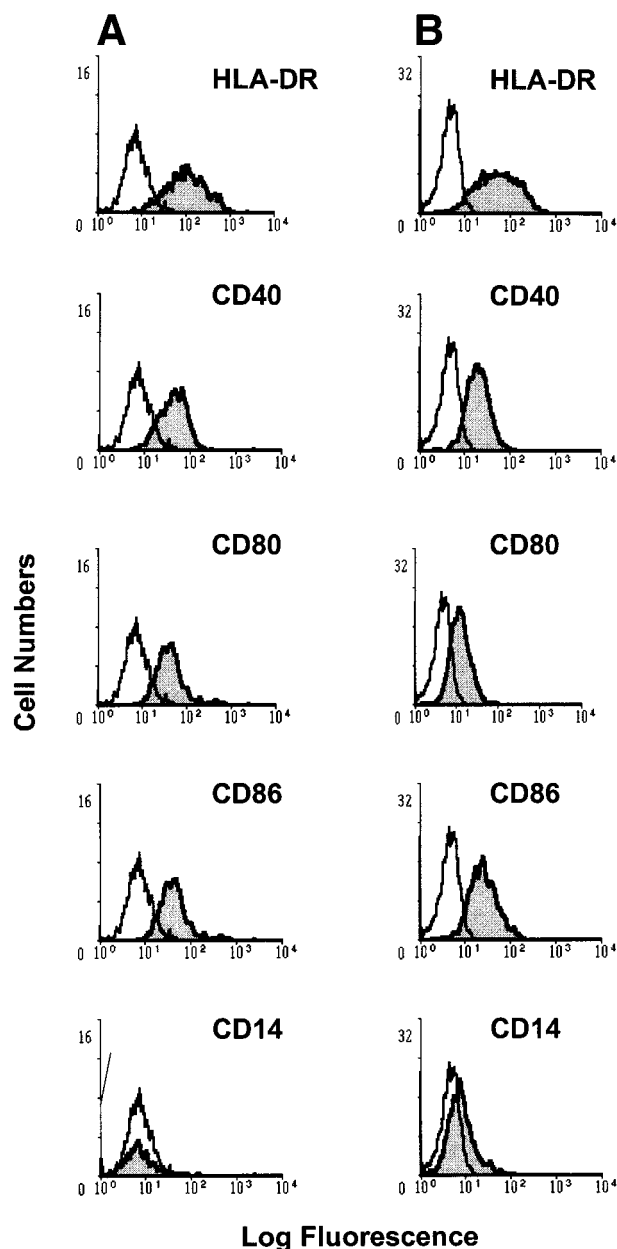 A B
16 HLA-DR 32 HLA-DR
0 10⁰ 10¹ 10² 10³ 10⁴ 0 10⁰ 10¹ 10² 10³ 10⁴
16 CD40 32 CD40
0 10⁰ 10¹ 10² 10³ 10⁴ 0 10⁰ 10¹ 10² 10³ 10⁴
16 CD80 32 CD80
0 10⁰ 10¹ 10² 10³ 10⁴ 0 10⁰ 10¹ 10² 10³ 10⁴
Cell Numbers
16 CD86 32 CD86
0 10⁰ 10¹ 10² 10³ 10⁴ 0 10⁰ 10¹ 10² 10³ 10⁴
16 CD14 32 CD14
0 10⁰ 10¹ 10² 10³ 10⁴ 0 10⁰ 10¹ 10² 10³ 10⁴
Log Fluorescence